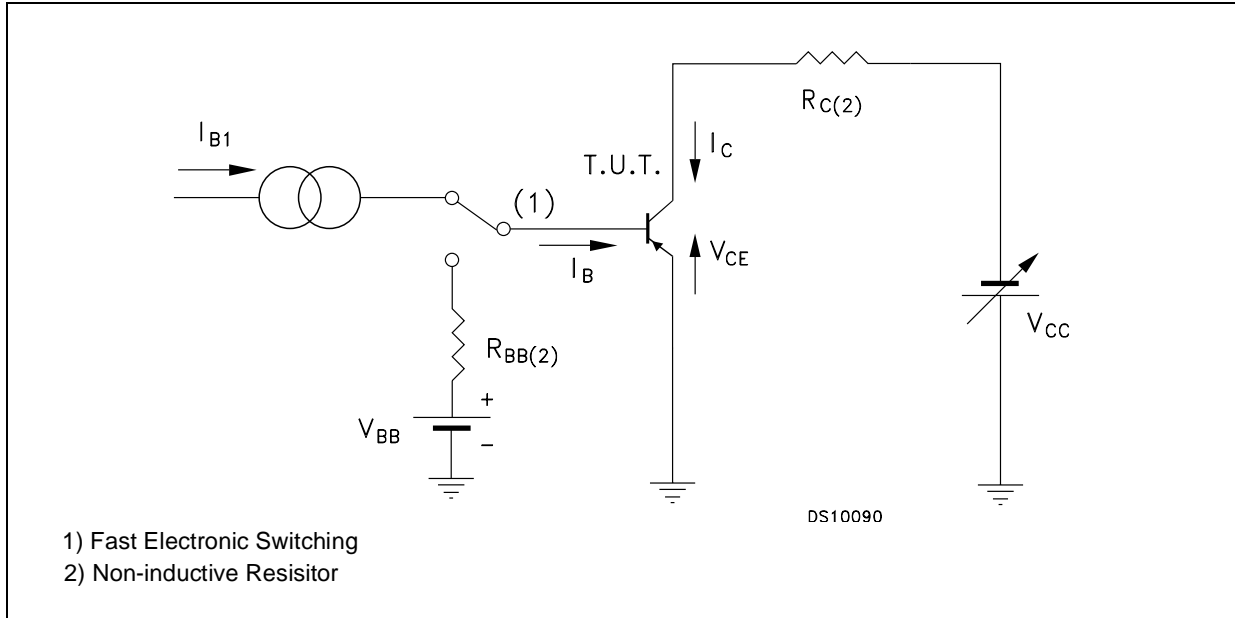 I_B1
R_C(2)
I_C
T.U.T.
(1)
V_CE
I_B
V_CC
R_BB(2)
+
V_BB
−
DS10090
1) Fast Electronic Switching
2) Non-inductive Resisitor